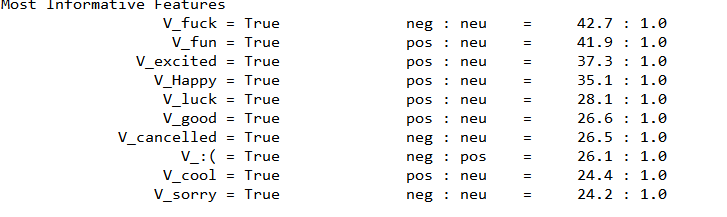 Most Informative Features
V_fuck = True neg : neu = 42.7 : 1.0
V_fun = True pos : neu = 41.9 : 1.0
V_excited = True pos : neu = 37.3 : 1.0
V_Happy = True pos : neu = 35.1 : 1.0
V_luck = True pos : neu = 28.1 : 1.0
V_good = True pos : neu = 26.6 : 1.0
V_cancelled = True neg : neu = 26.5 : 1.0
V_:( = True neg : pos = 26.1 : 1.0
V_cool = True pos : neu = 24.4 : 1.0
V_sorry = True neg : neu = 24.2 : 1.0